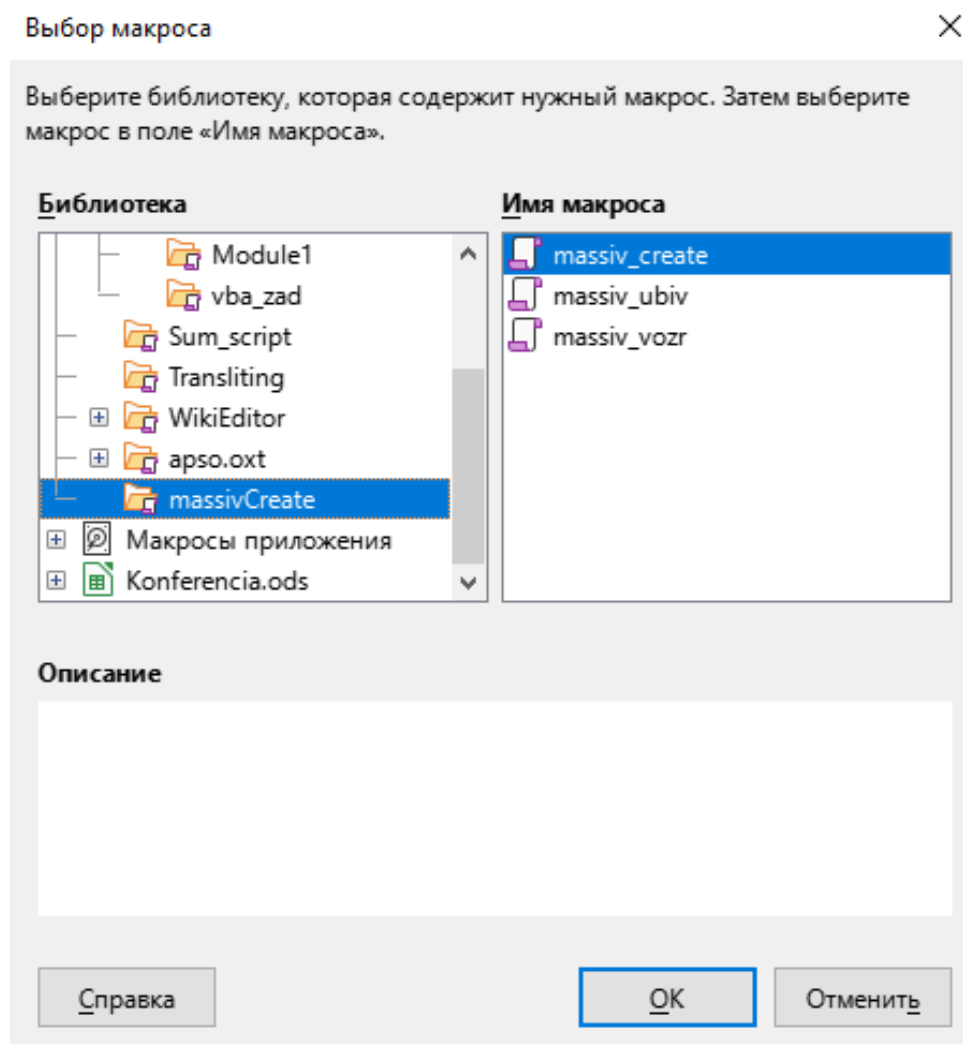 Выбор макроса
Выберите библиотеку, которая содержит нужный макрос. Затем выберите
макрос в поле «Имя макроса».
Библиотека
Module1
vba_zad
Sum_script
Transliting
WikiEditor
apso.oxt
massivCreate
Макросы приложения
Konferencia.ods
Имя макроса
massiv_create
massiv_ubiv
massiv_vozr
Описание
Справка
OK
Отменить